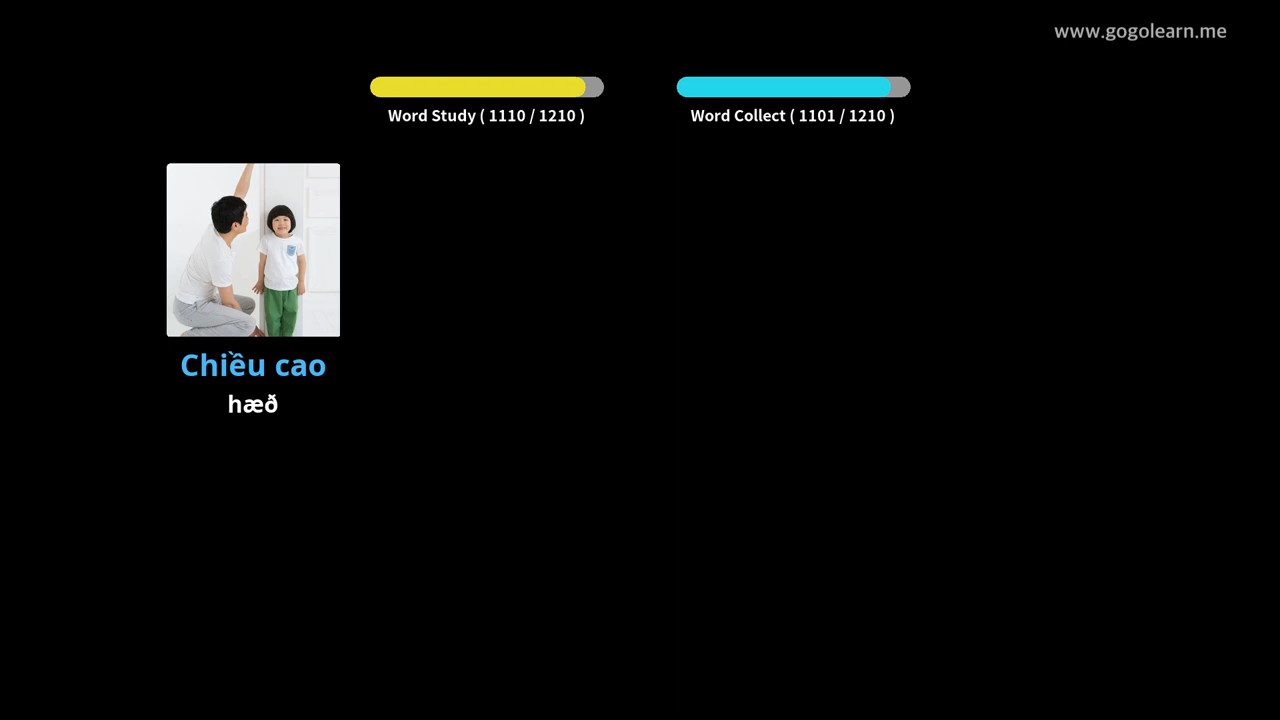 www.gogolearn.me
Word Study ( 1110 / 1210 )
Word Collect ( 1101 / 1210 )
Chiều cao
hæð